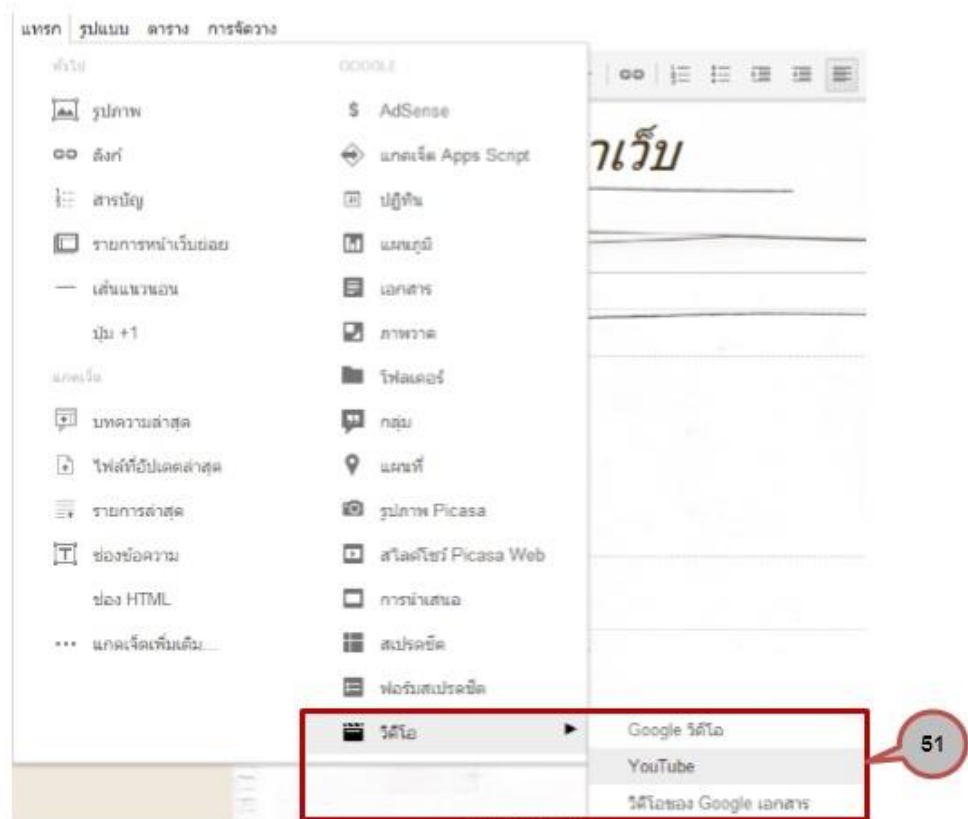 แทรก รูปแบบ ตาราง การจัดวาง
ทั่วไป
รูปภาพ
ลิงก์
สารบัญ
รายการหน้าเว็บย่อย
เส้นแนวนอน
ปุ่ม +1
แกดเจ็ต
บทความล่าสุด
ไฟล์ที่อัปเดตล่าสุด
รายการล่าสุด
ช่องข้อความ
ช่อง HTML
แกดเจ็ตเพิ่มเติม...
GOOGLE
AdSense
แกดเจ็ต Apps Script
ปฏิทิน
แผนภูมิ
เอกสาร
ภาพวาด
โฟลเดอร์
กลุ่ม
แผนที่
รูปภาพ Picasa
สไลด์โชว์ Picasa Web
การนำเสนอ
สเปรดชีต
ฟอร์มสเปรดชีต
วิดีโอ
Google วิดีโอ
YouTube
วิดีโอของ Google เอกสาร
51